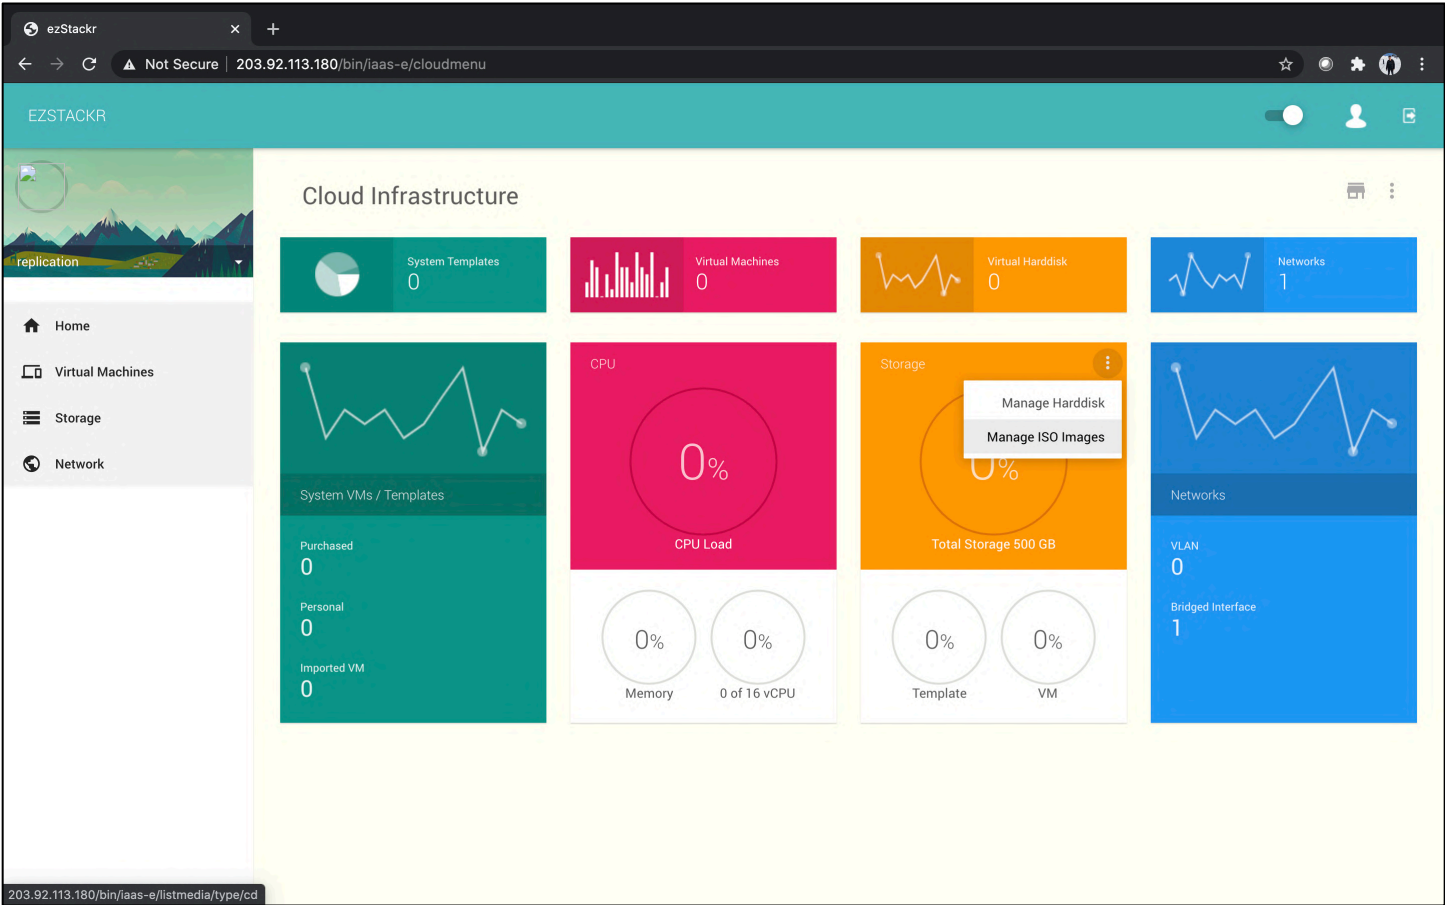 ezStackr
Not Secure | 203.92.113.180/bin/iaas-e/cloudmenu
EZSTACKR
replication
Home
Virtual Machines
Storage
Network
Cloud Infrastructure
System Templates
0
Virtual Machines
0
Virtual Harddisk
0
Networks
1
System VMs / Templates
Purchased
0
Personal
0
Imported VM
0
CPU
0%
CPU Load
0%
Memory
0%
0 of 16 vCPU
Storage
Manage Harddisk
Manage ISO Images
0%
Total Storage 500 GB
0%
Template
0%
VM
Networks
VLAN
0
Bridged Interface
1
203.92.113.180/bin/iaas-e/listmedia/type/cd